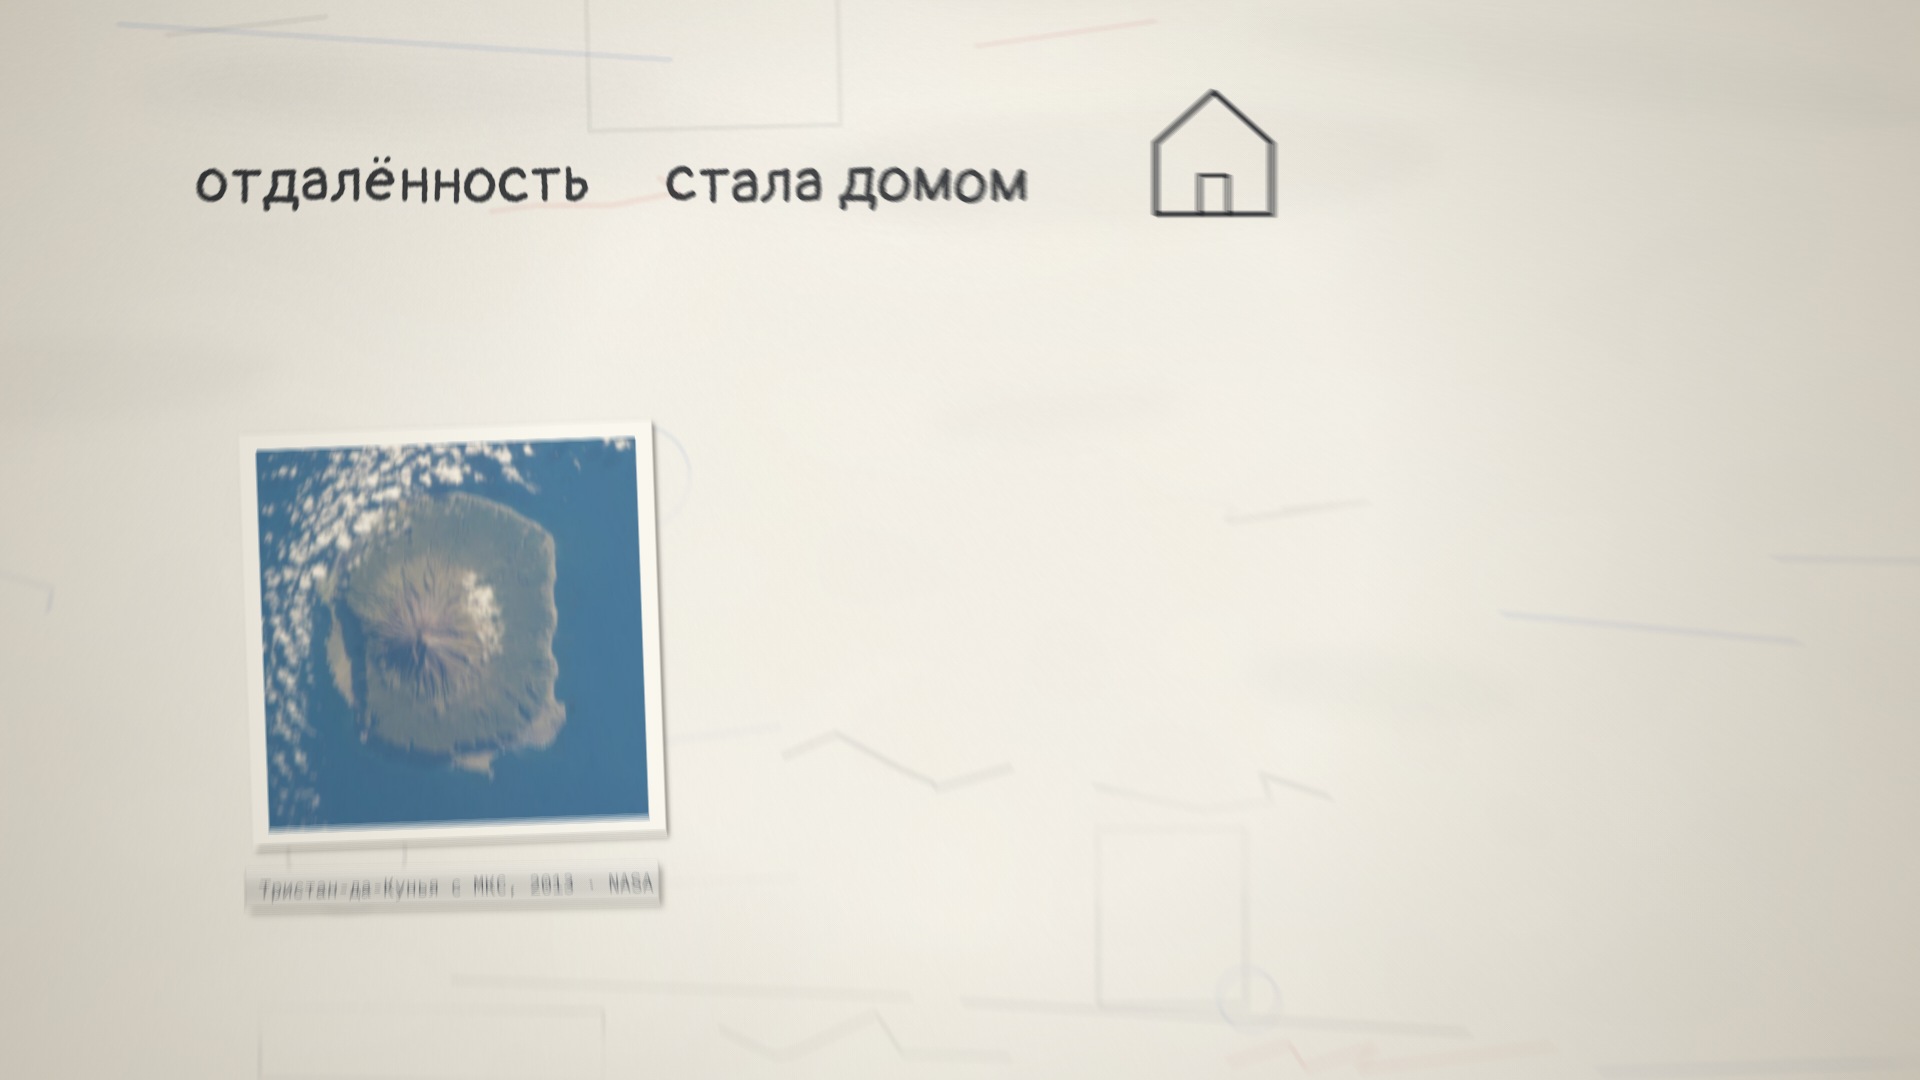 отдалённость стала домом
Тристан-да-Кунья с МКС, 2013 · NASA